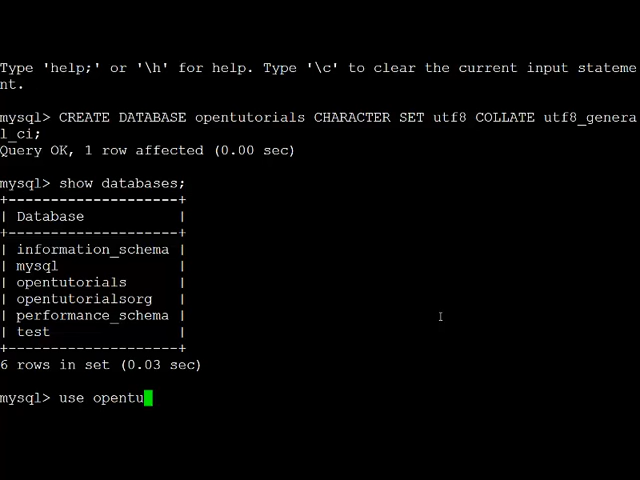 Type 'help;' or '\h' for help. Type '\c' to clear the current input stateme
nt.
mysql> CREATE DATABASE opentutorials CHARACTER SET utf8 COLLATE utf8_genera
l_ci;
Query OK, 1 row affected (0.00 sec)
mysql> show databases;
+--------------------+
| Database           |
+--------------------+
| information_schema |
| mysql              |
| opentutorials      |
| opentutorialsorg   |
| performance_schema |
| test               |
+--------------------+
6 rows in set (0.03 sec)
mysql> use opentu